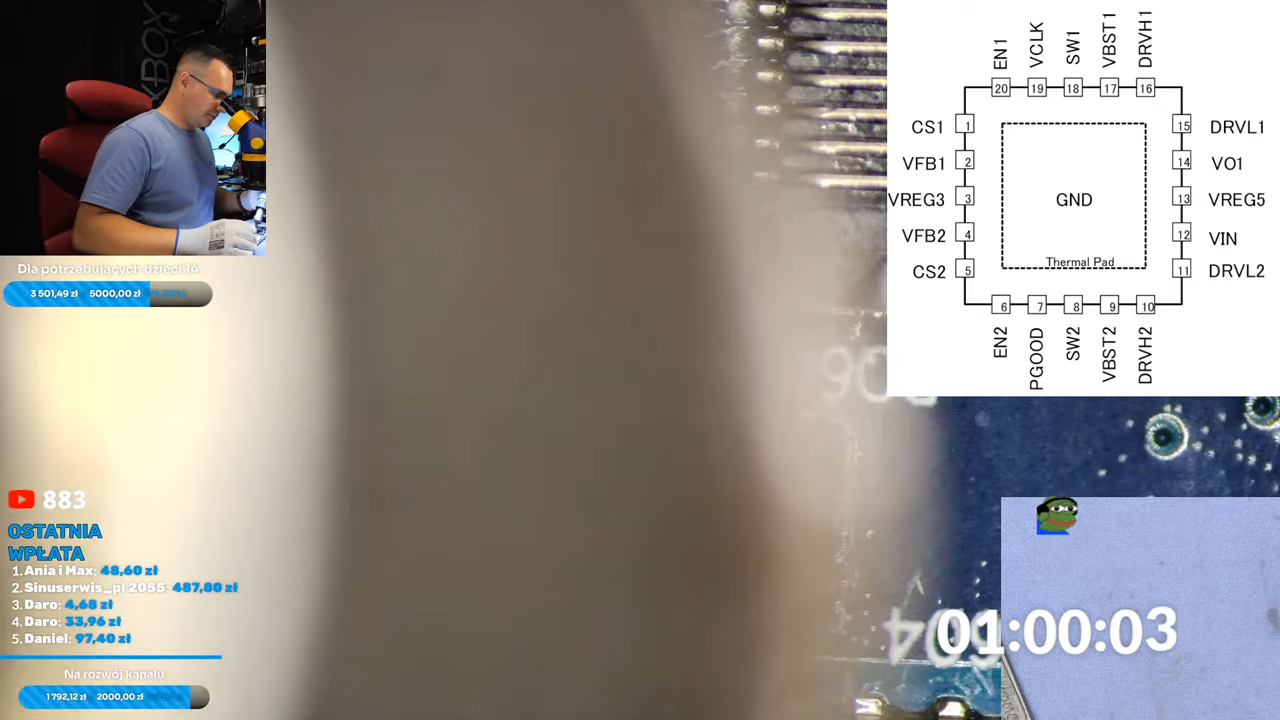 XBOX
Dla potrzebujących dzieci 14
3 501,49 zł 5000,00 zł
883
OSTATNIA
WPŁATA
1. Ania i Max: 48,60 zł
2. Sinuserwis_pl 2055: 487,80 zł
3. Daro: 4,68 zł
4. Daro: 33,96 zł
5. Daniel: 97,40 zł
Na rozwój kanału
1 792,12 zł 2000,00 zł
EN1
VCLK
SW1
VBST1
DRVH1
20 19 18 17 16
CS1 1 15 DRVL1
VFB1 2 14 VO1
VREG3 3 GND 13 VREG5
VFB2 4 12 VIN
CS2 5 Thermal Pad 11 DRVL2
6 7 8 9 10
EN2
PGOOD
SW2
VBST2
DRVH2
01:00:03